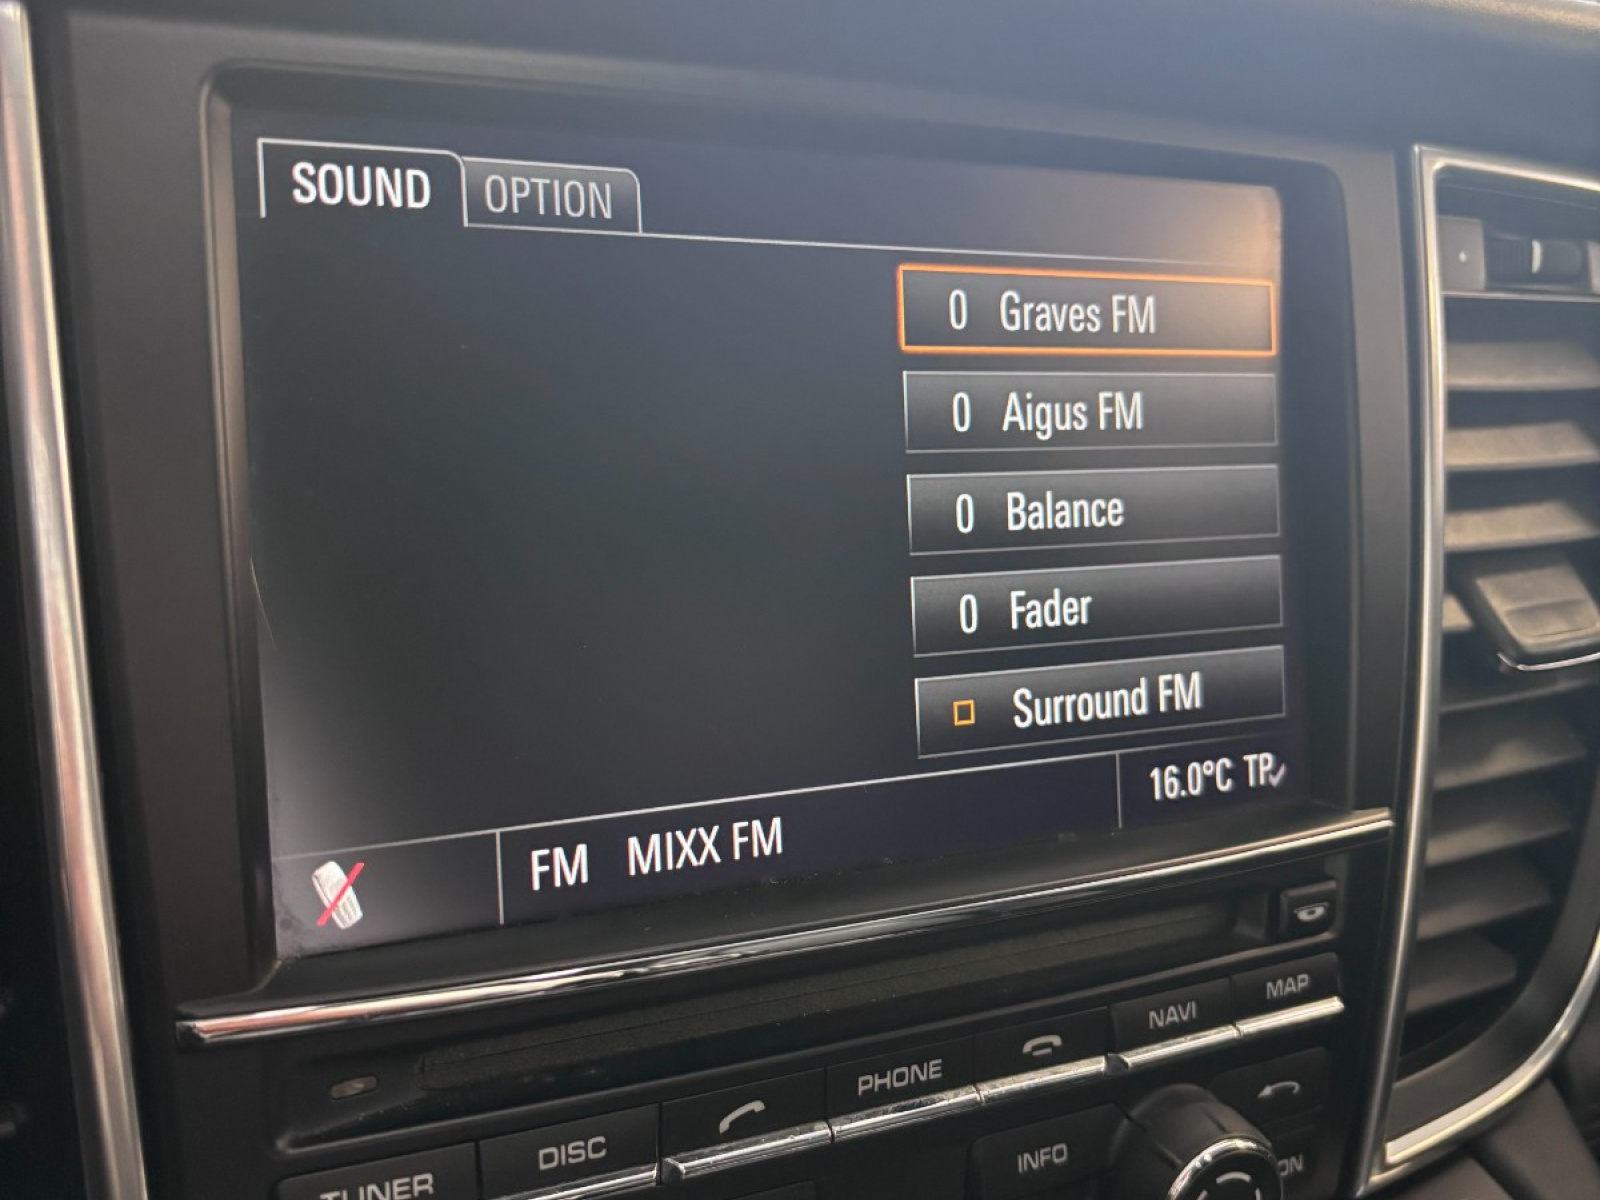 SOUND OPTION
0 Graves FM
0 Aigus FM
0 Balance
0 Fader
Surround FM
16.0°C TP
FM MIXX FM
MAP
NAVI
PHONE
DISC
TUNER
INFO